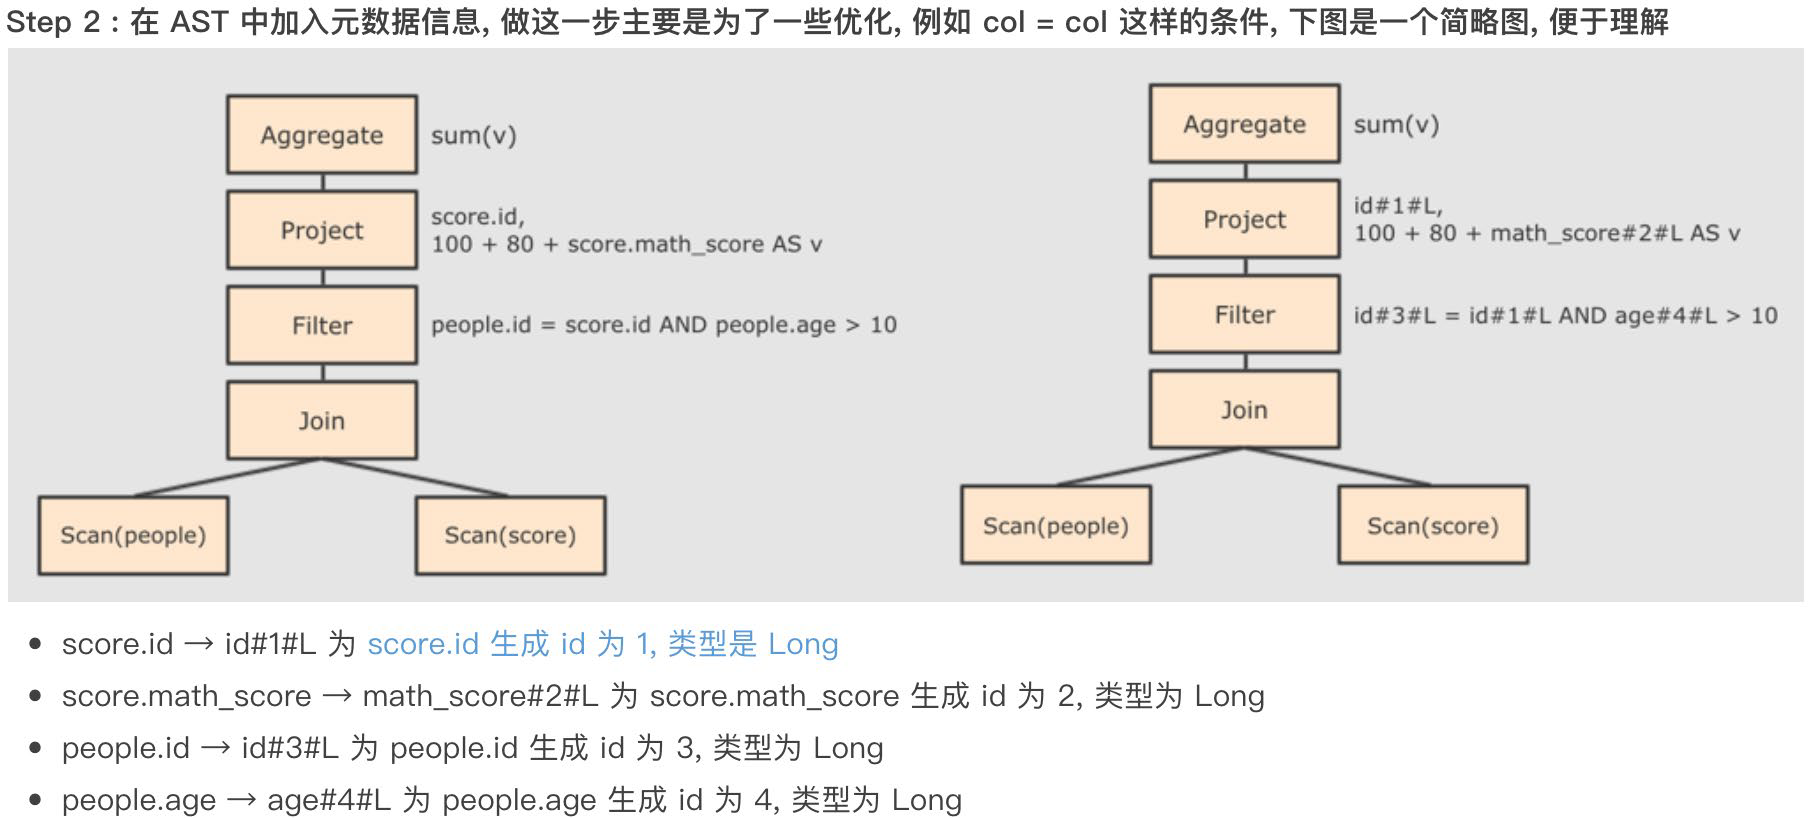 Step 2 : 在 AST 中加入元数据信息, 做这一步主要是为了一些优化, 例如 col = col 这样的条件, 下图是一个简略图, 便于理解
Aggregate sum(v)
Project score.id,
100 + 80 + score.math_score AS v
Filter people.id = score.id AND people.age > 10
Join
Scan(people) Scan(score)
Aggregate sum(v)
Project id#1#L,
100 + 80 + math_score#2#L AS v
Filter id#3#L = id#1#L AND age#4#L > 10
Join
Scan(people) Scan(score)
• score.id → id#1#L 为 score.id 生成 id 为 1, 类型是 Long
• score.math_score → math_score#2#L 为 score.math_score 生成 id 为 2, 类型为 Long
• people.id → id#3#L 为 people.id 生成 id 为 3, 类型为 Long
• people.age → age#4#L 为 people.age 生成 id 为 4, 类型为 Long